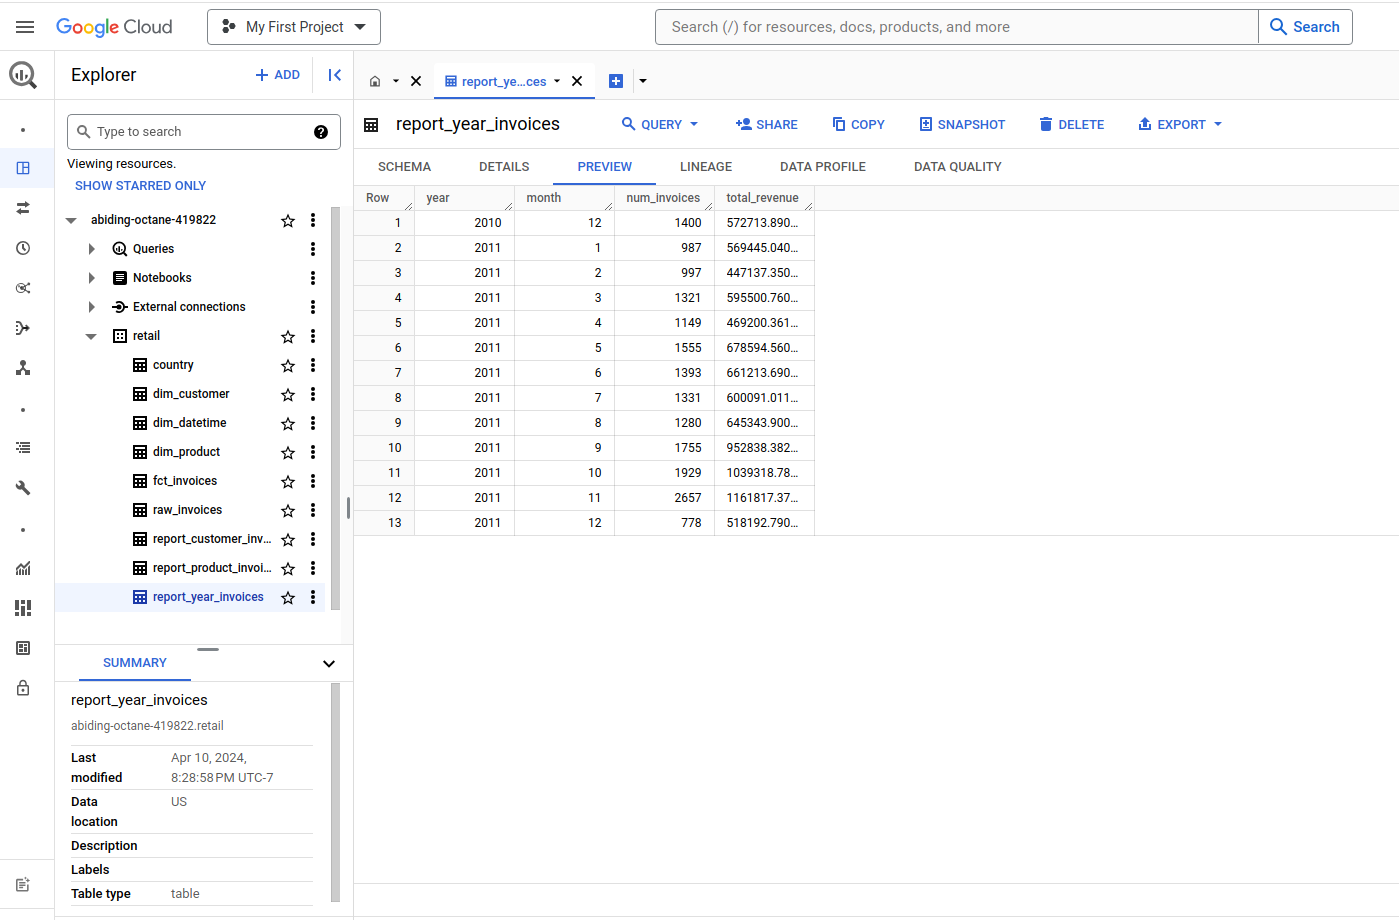 Google Cloud
My First Project
Search (/) for resources, docs, products, and more
Search
Explorer
ADD
report_ye...ces
Type to search
Viewing resources.
SHOW STARRED ONLY
abiding-octane-419822
Queries
Notebooks
External connections
retail
country
dim_customer
dim_datetime
dim_product
fct_invoices
raw_invoices
report_customer_inv...
report_product_invoi...
report_year_invoices
SUMMARY
report_year_invoices
abiding-octane-419822.retail
Last modified Apr 10, 2024, 8:28:58 PM UTC-7
Data location US
Description
Labels
Table type table
report_year_invoices
QUERY SHARE COPY SNAPSHOT DELETE EXPORT
SCHEMA DETAILS PREVIEW LINEAGE DATA PROFILE DATA QUALITY
Row year month num_invoices total_revenue
1 2010 12 1400 572713.890...
2 2011 1 987 569445.040...
3 2011 2 997 447137.350...
4 2011 3 1321 595500.760...
5 2011 4 1149 469200.361...
6 2011 5 1555 678594.560...
7 2011 6 1393 661213.690...
8 2011 7 1331 600091.011...
9 2011 8 1280 645343.900...
10 2011 9 1755 952838.382...
11 2011 10 1929 1039318.78...
12 2011 11 2657 1161817.37...
13 2011 12 778 518192.790...